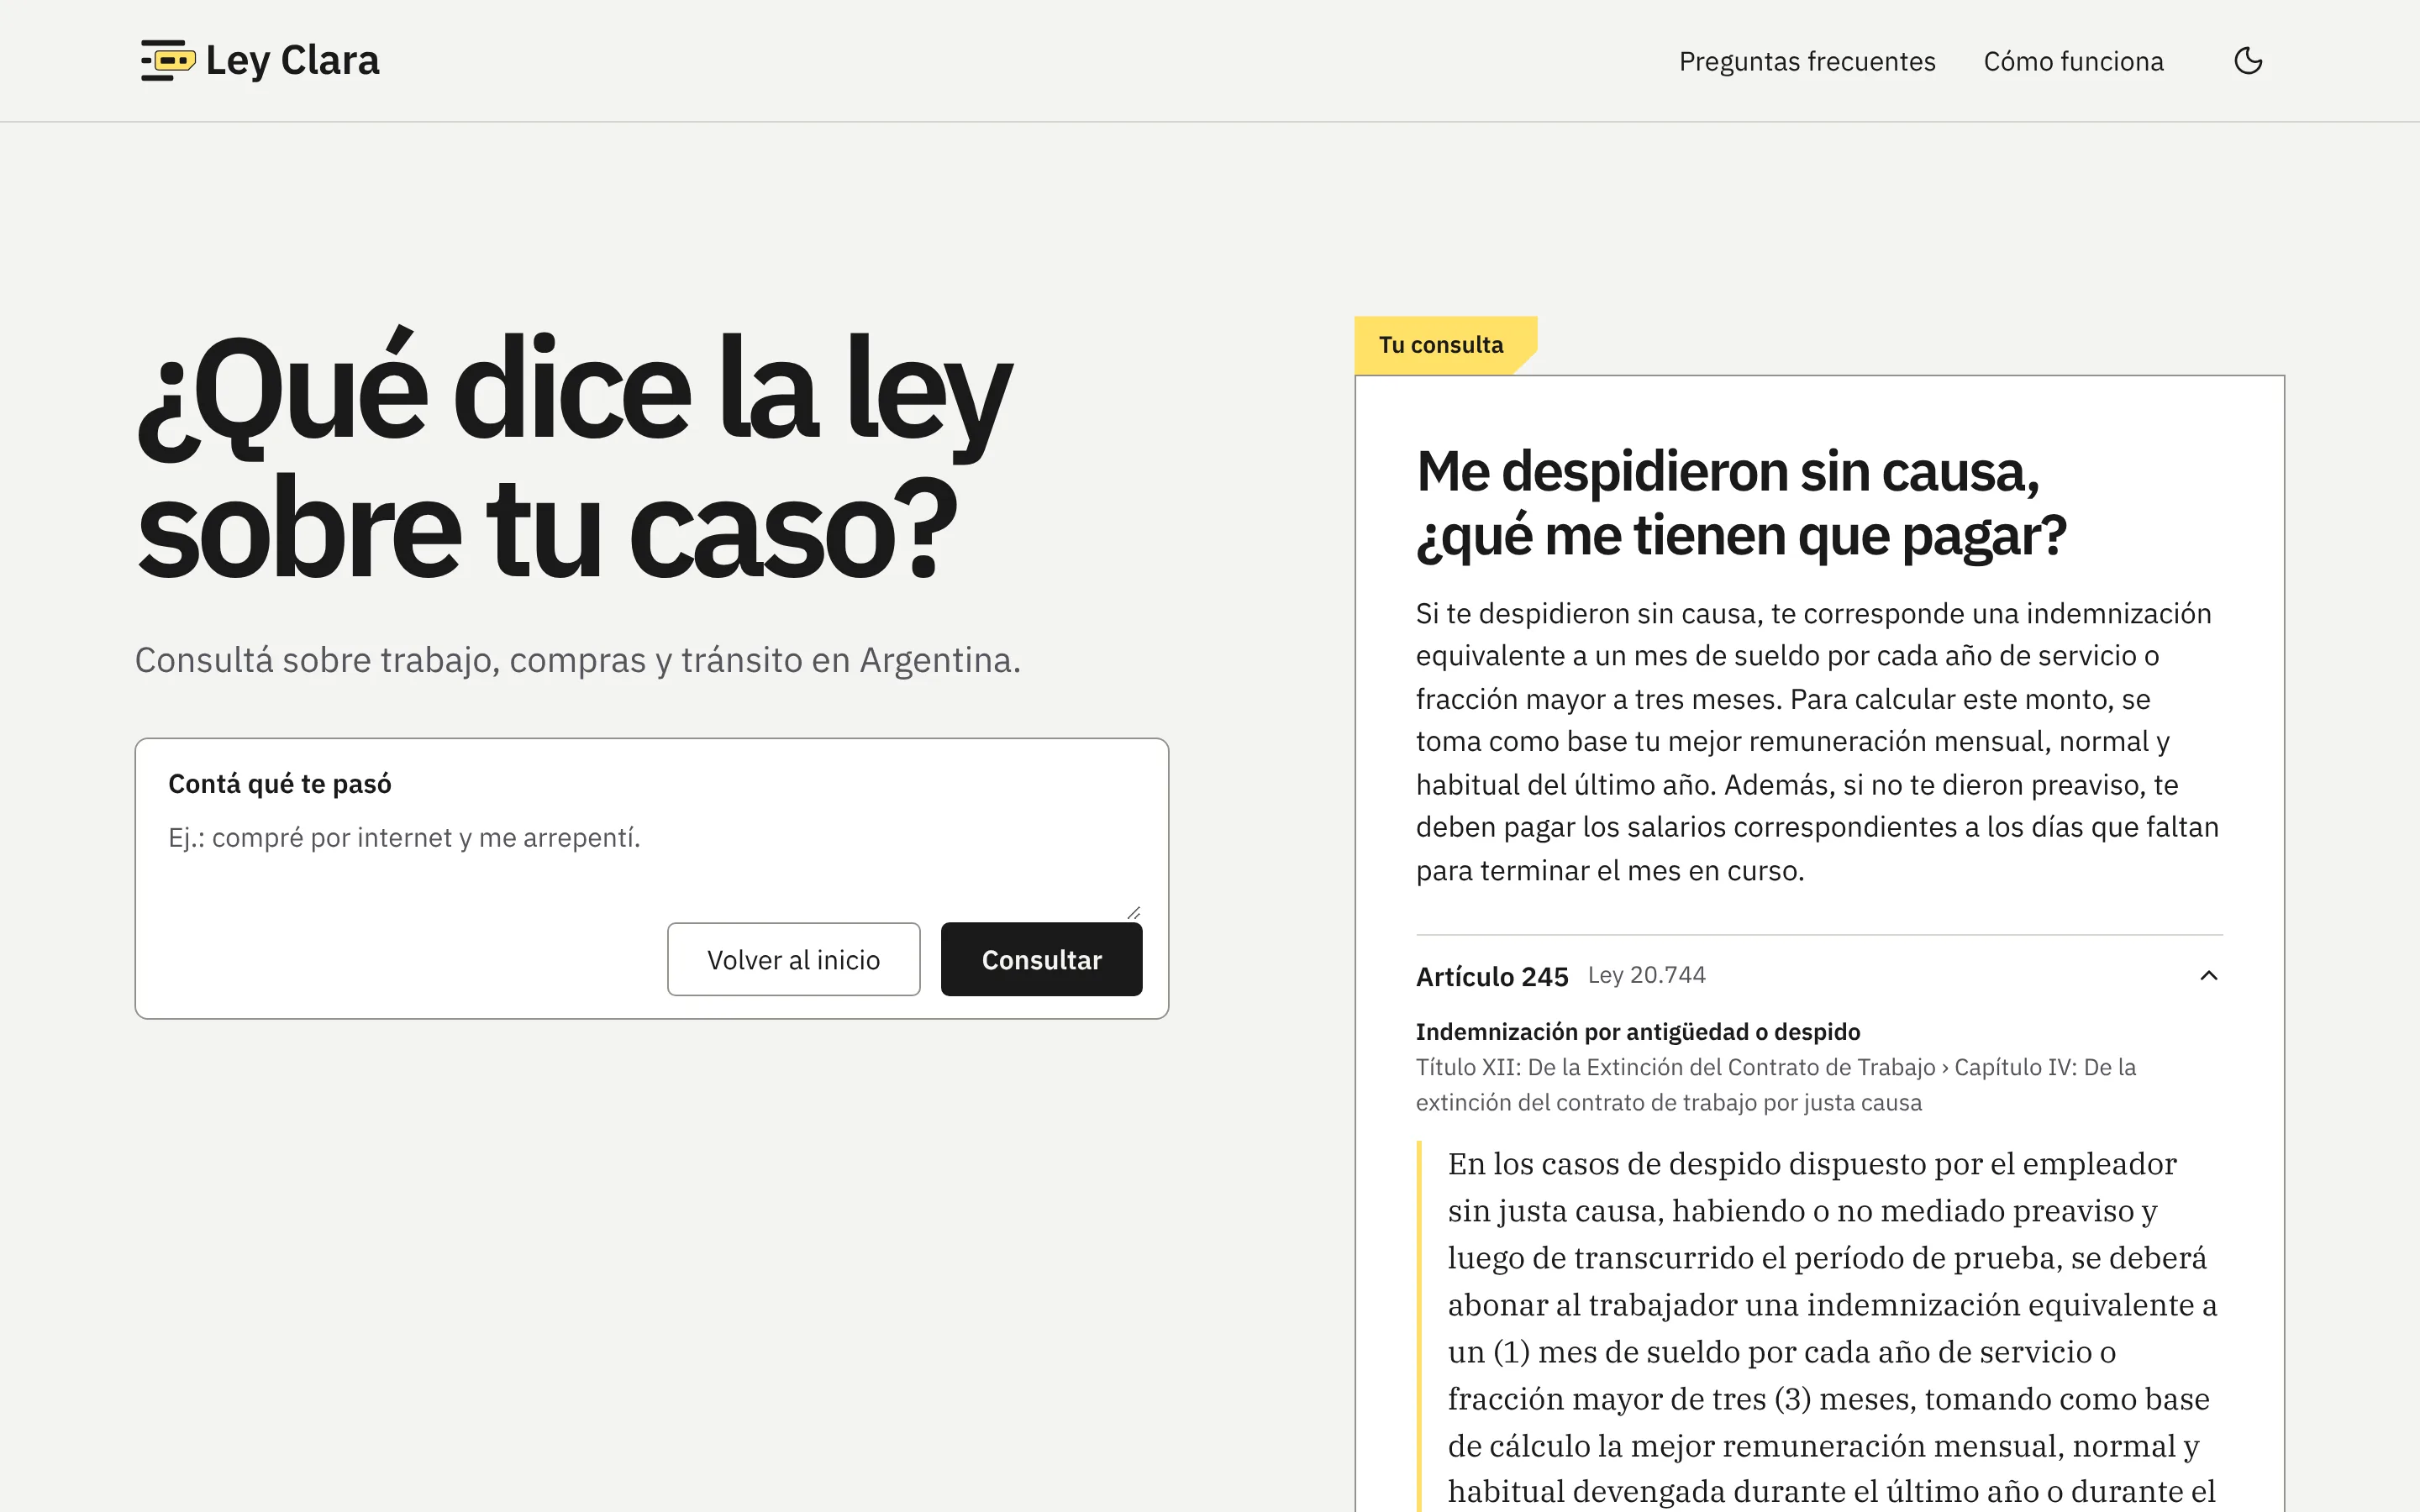 Ley Clara
Preguntas frecuentes
Cómo funciona
¿Qué dice la ley
sobre tu caso?
Consultá sobre trabajo, compras y tránsito en Argentina.
Contá qué te pasó
Ej.: compré por internet y me arrepentí.
Volver al inicio
Consultar
Tu consulta
Me despidieron sin causa,
¿qué me tienen que pagar?
Si te despidieron sin causa, te corresponde una indemnización
equivalente a un mes de sueldo por cada año de servicio o
fracción mayor a tres meses. Para calcular este monto, se
toma como base tu mejor remuneración mensual, normal y
habitual del último año. Además, si no te dieron preaviso, te
deben pagar los salarios correspondientes a los días que faltan
para terminar el mes en curso.
Artículo 245 Ley 20.744
Indemnización por antigüedad o despido
Título XII: De la Extinción del Contrato de Trabajo › Capítulo IV: De la
extinción del contrato de trabajo por justa causa
En los casos de despido dispuesto por el empleador
sin justa causa, habiendo o no mediado preaviso y
luego de transcurrido el período de prueba, se deberá
abonar al trabajador una indemnización equivalente a
un (1) mes de sueldo por cada año de servicio o
fracción mayor de tres (3) meses, tomando como base
de cálculo la mejor remuneración mensual, normal y
habitual devengada durante el último año o durante el